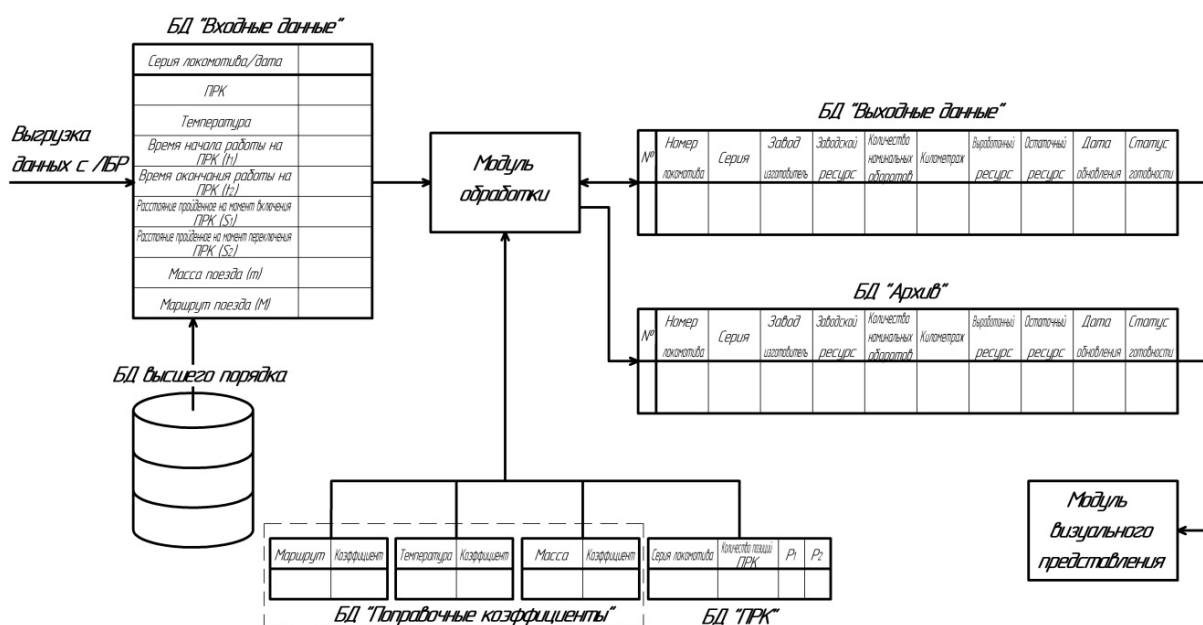 БД "Входные данные"
Серия локомотива/дата
ПРК
Температура
Время начала работы на
ПРК (t₁)
Время окончания работы на
ПРК (t₂)
Расстояние пройденное на момент включения
ПРК (S₁)
Расстояние пройденное на момент переключения
ПРК (S₂)
Масса поезда (m)
Маршрут поезда (М)
Выгрузка
данных с ЛБР
БД высшего порядка
Модуль
обработки
БД "Выходные данные"
№
Номер
локомотива
Серия
Завод
изготовитель
Заводской
ресурс
Количество
номинальных
оборотов
Километраж
Выработанный
ресурс
Остаточный
ресурс
Дата
обновления
Статус
готовности
БД "Архив"
№
Номер
локомотива
Серия
Завод
изготовитель
Заводской
ресурс
Количество
номинальных
оборотов
Километраж
Выработанный
ресурс
Остаточный
ресурс
Дата
обновления
Статус
готовности
Модуль
визуального
представления
Маршрут
Коэффициент
Температура
Коэффициент
Масса
Коэффициент
Серия локомотива
Количество позиций
ПРК
P₁
P₂
БД "Поправочные коэффициенты"
БД "ПРК"